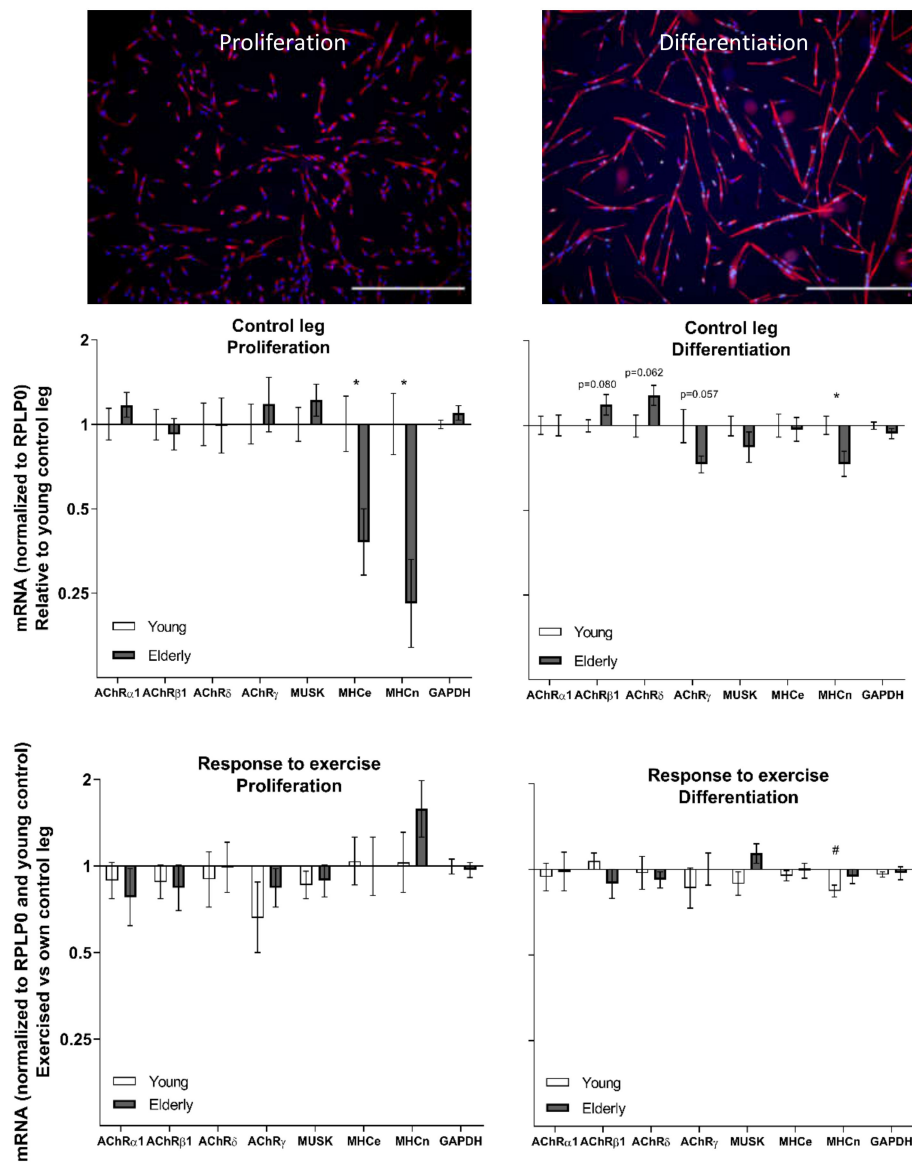 Proliferation
Differentiation
Control leg
Proliferation
mRNA (normalized to RPLP0)
Relative to young control leg
2
1
0.5
0.25
*
*
Young
Elderly
AChRα1 AChRβ1 AChRδ AChRγ MUSK MHCe MHCn GAPDH
Control leg
Differentiation
p=0.080
p=0.062
p=0.057
*
Young
Elderly
AChRα1 AChRβ1 AChRδ AChRγ MUSK MHCe MHCn GAPDH
Response to exercise
Proliferation
mRNA (normalized to RPLP0 and young control)
Exercised vs own control leg
2
1
0.5
0.25
Young
Elderly
AChRα1 AChRβ1 AChRδ AChRγ MUSK MHCe MHCn GAPDH
Response to exercise
Differentiation
#
Young
Elderly
AChRα1 AChRβ1 AChRδ AChRγ MUSK MHCe MHCn GAPDH